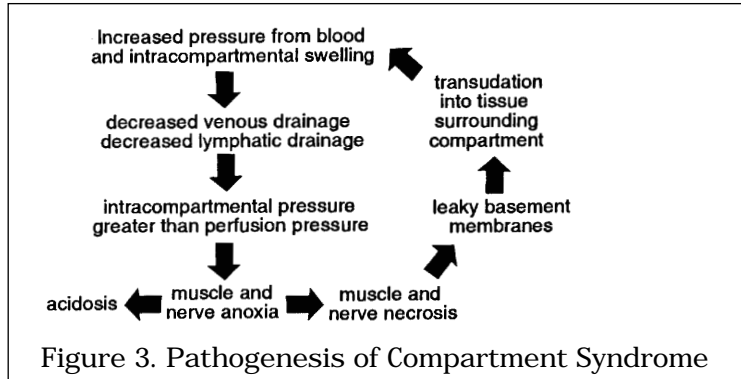 Increased pressure from blood
and intracompartmental swelling
decreased venous drainage
decreased lymphatic drainage
intracompartmental pressure
greater than perfusion pressure
muscle and
nerve anoxia
acidosis
muscle and
nerve necrosis
leaky basement
membranes
transudation
into tissue
surrounding
compartment
Figure 3. Pathogenesis of Compartment Syndrome